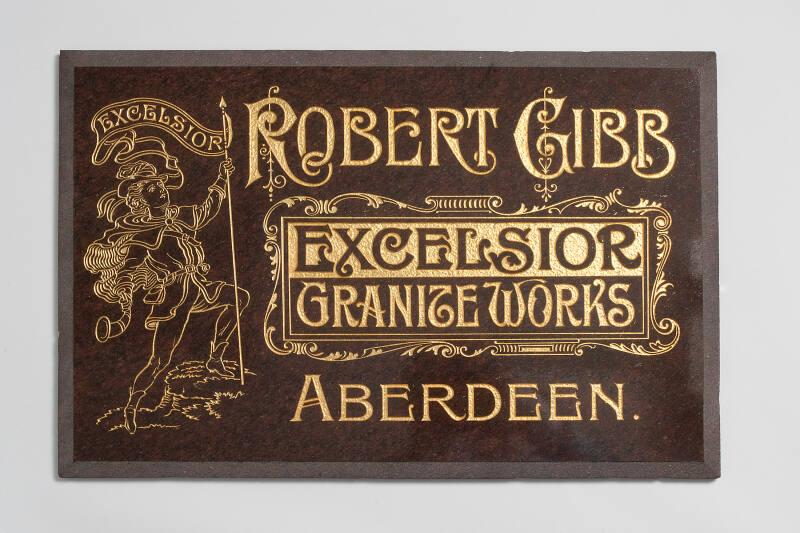 EXCELSIOR
ROBERT GIBB
EXCELSIOR
GRANITE WORKS
ABERDEEN.